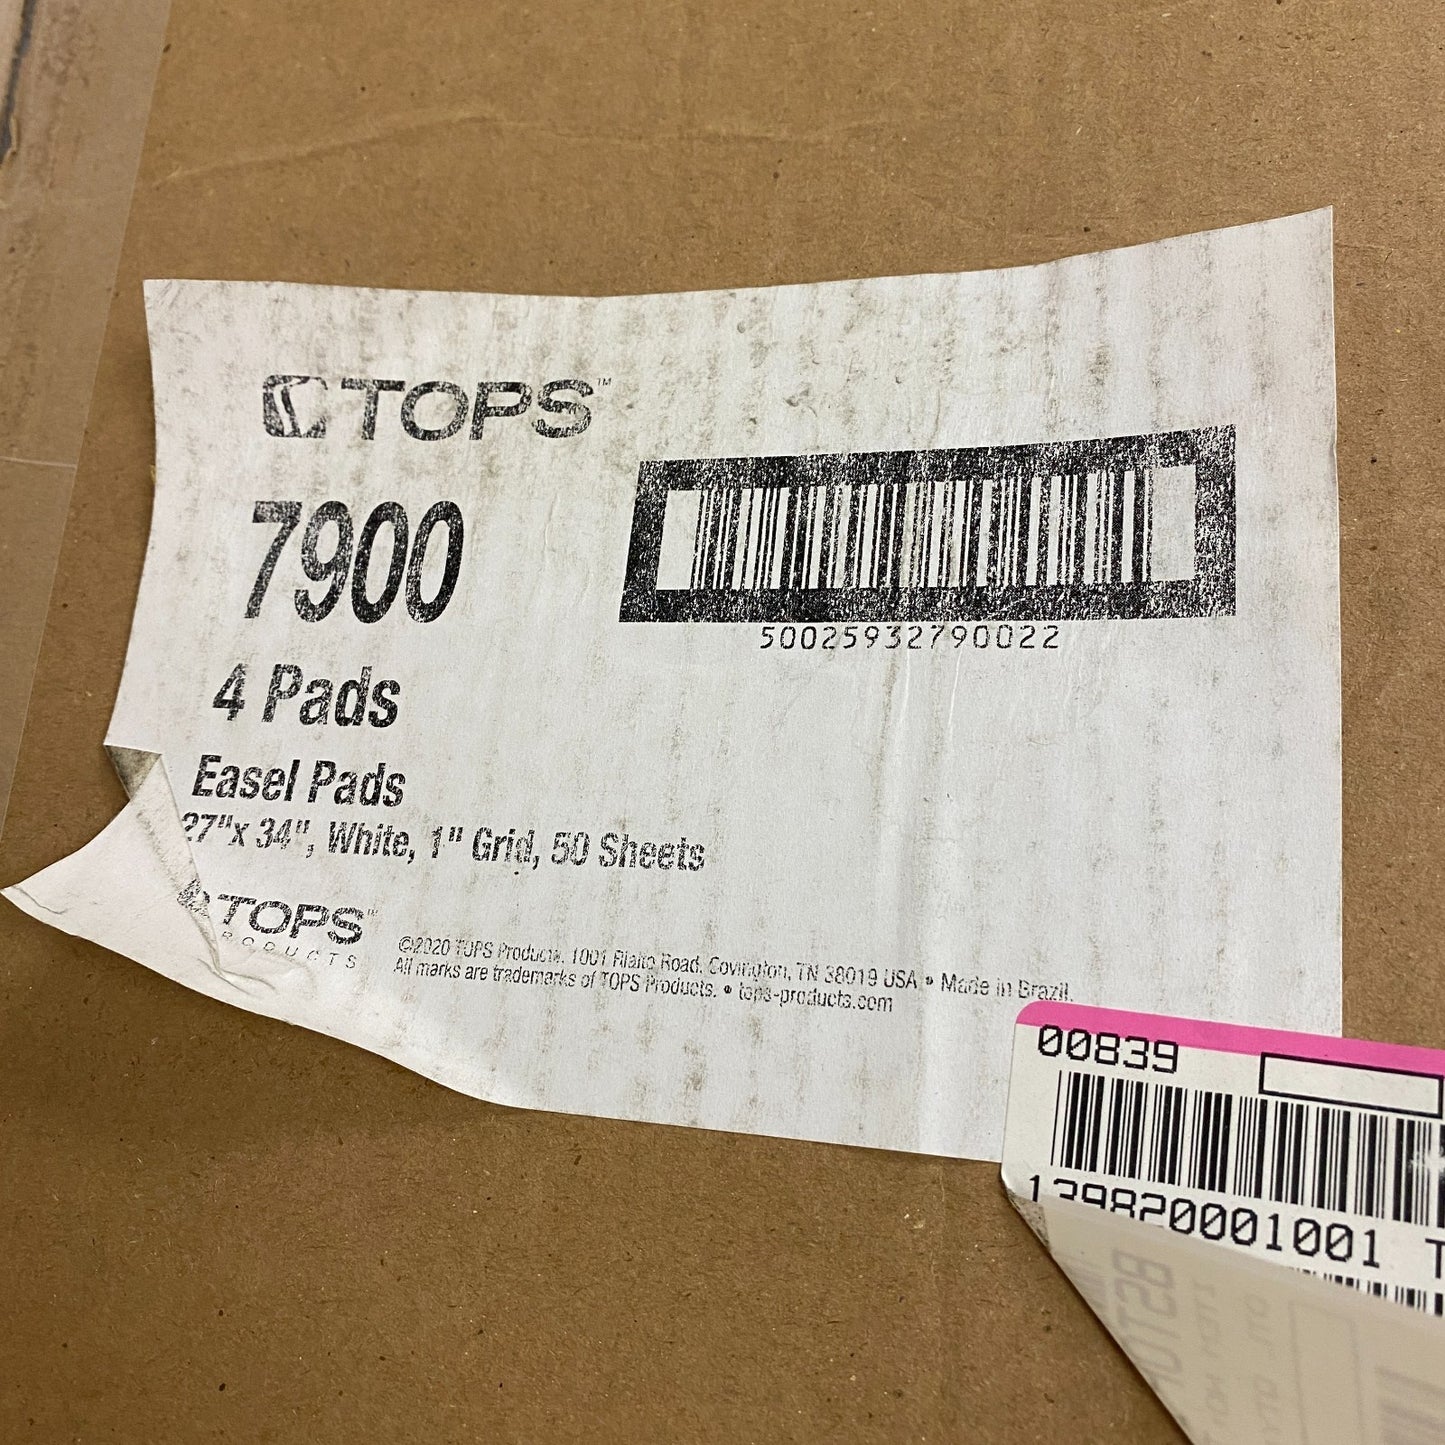 TOPS™
7900
50025932790022
4 Pads
Easel Pads
27"x 34", White, 1" Grid, 50 Sheets
TOPS™
PRODUCTS
©2020 TOPS Products, 1001 Rialto Road, Covington, TN 38019 USA • Made in Brazil.
All marks are trademarks of TOPS Products. • tops-products.com
00839
139820001001 T